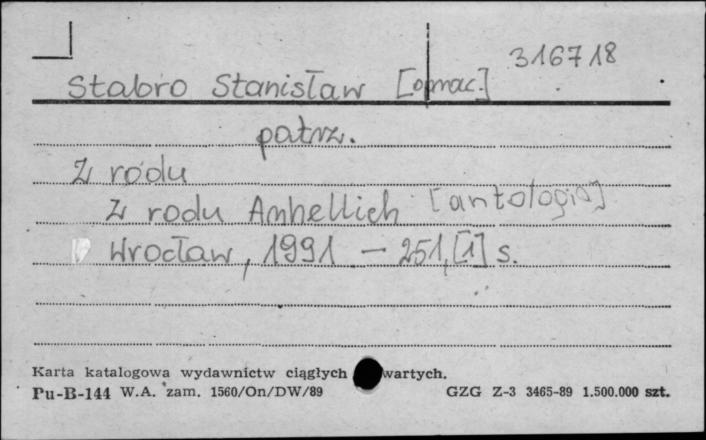 316718
Stabro Stanisław [oprac.]
patrz.
Z rodu
Z rodu Anhellich [antologia]
Wrocław, 1991 — 251, [1] s.
Karta katalogowa wydawnictw ciągłych wartych.
Pu-B-144 W.A. zam. 1560/On/DW/89 GZG Z-3 3465-89 1.500.000 szt.